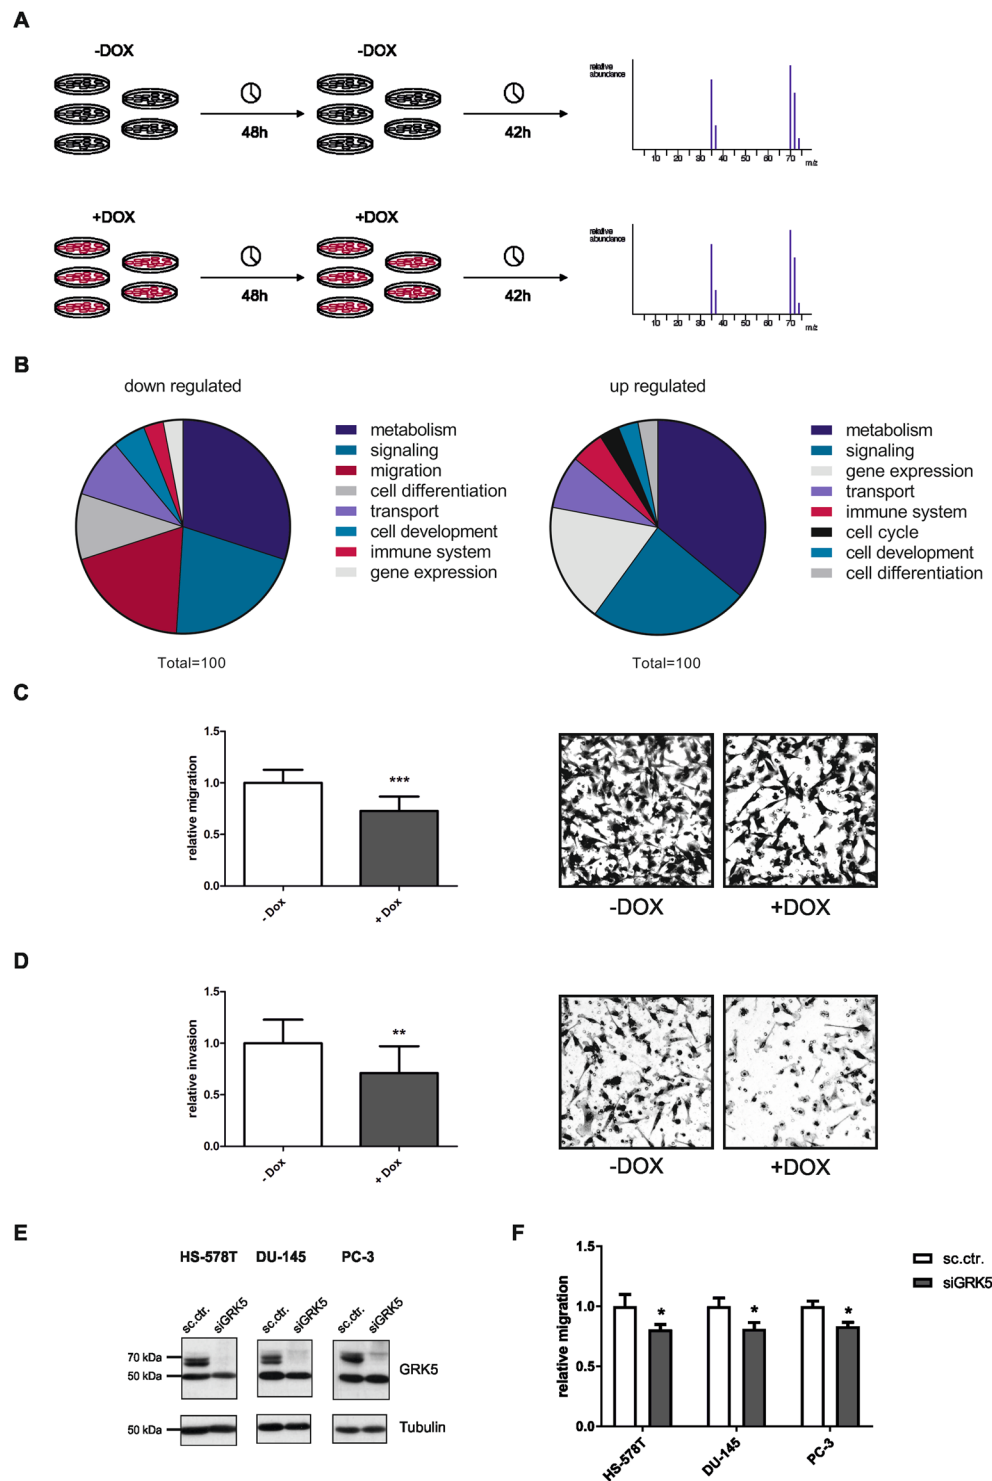 A
-DOX
-DOX
48h
42h
relative
abundance
10 20 30 40 50 60 70 m/z
+DOX
+DOX
48h
42h
relative
abundance
10 20 30 40 50 60 70 m/z
B
down regulated
metabolism
signaling
migration
cell differentiation
transport
cell development
immune system
gene expression
Total=100
up regulated
metabolism
signaling
gene expression
transport
immune system
cell cycle
cell development
cell differentiation
Total=100
C
relative migration
1.5
1.0
0.5
0.0
***
- Dox
+ Dox
-DOX
+DOX
D
relative invasion
1.5
1.0
0.5
0.0
**
- Dox
+ Dox
-DOX
+DOX
E
HS-578T DU-145 PC-3
sc.ctr. siGRK5 sc.ctr. siGRK5 sc.ctr. siGRK5
70 kDa
50 kDa
GRK5
50 kDa
Tubulin
F
relative migration
1.5
1.0
0.5
0.0
* * *
HS-578T
DU-145
PC-3
sc.ctr.
siGRK5